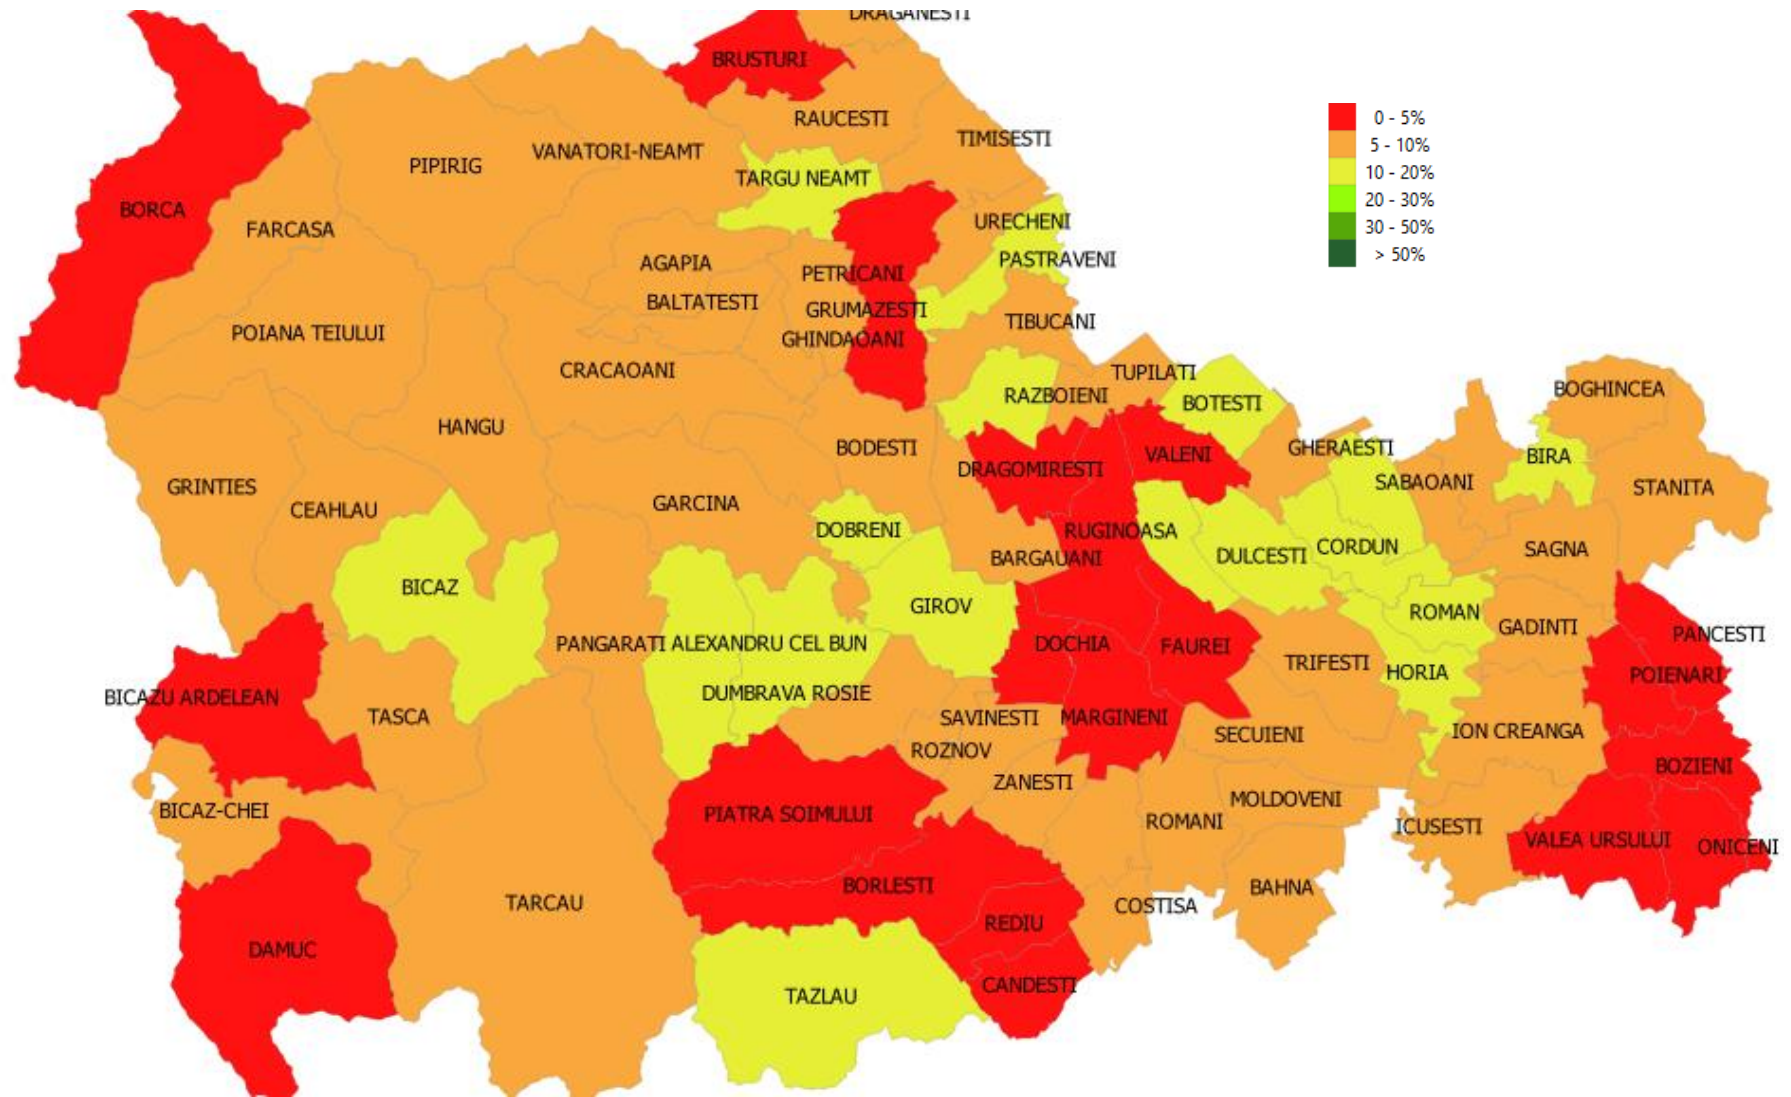 DRAGANESTI
BRUSTURI
RAUCESTI
TIMISESTI
VANATORI-NEAMT
PIPIRIG
TARGU NEAMT
BORCA
FARCASA
URECHENI
PASTRAVENI
AGAPIA
PETRICANI
BALTATESTI
GRUMAZESTI
TIBUCANI
POIANA TEIULUI
GHINDAOANI
CRACAOANI
TUPILATI
RAZBOIENI
BOTESTI
BOGHINCEA
HANGU
BODESTI
GHERAESTI
VALENI
BIRA
DRAGOMIRESTI
SABAOANI
GRINTIES
STANITA
GARCINA
CEAHLAU
DOBRENI
RUGINOASA
CORDUN
SAGNA
DULCESTI
BARGAUANI
BICAZ
GIROV
ROMAN
GADINTI
PANCESTI
PANGARATI
ALEXANDRU CEL BUN
DOCHIA
FAUREI
TRIFESTI
HORIA
POIENARI
DUMBRAVA ROSIE
BICAZU ARDELEAN
TASCA
SAVINESTI
MARGINENI
SECUIENI
ION CREANGA
ROZNOV
BOZIENI
ZANESTI
MOLDOVENI
BICAZ-CHEI
PIATRA SOIMULUI
ROMANI
ICUSESTI
VALEA URSULUI
ONICENI
BORLESTI
BAHNA
TARCAU
COSTISA
REDIU
DAMUC
CANDESTI
TAZLAU
0 - 5%
5 - 10%
10 - 20%
20 - 30%
30 - 50%
> 50%